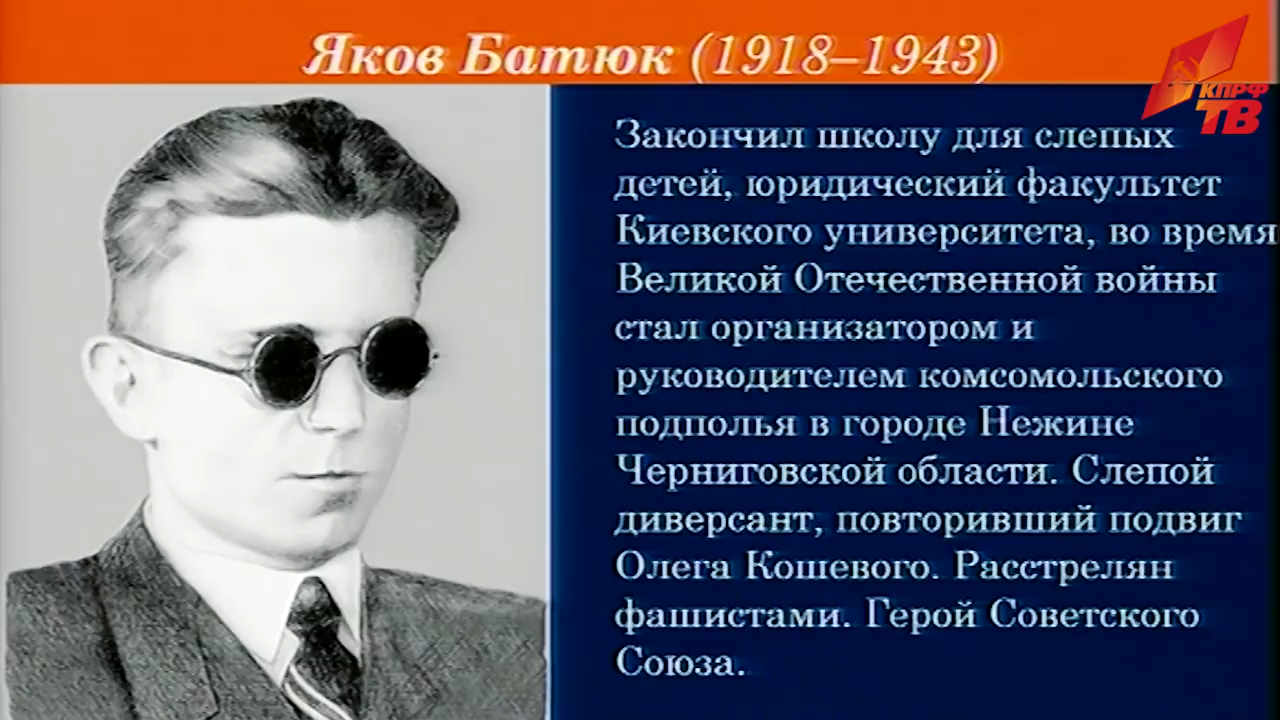 Яков Батюк (1918–1943)
КПРФ
ТВ
Закончил школу для слепых
детей, юридический факультет
Киевского университета, во время
Великой Отечественной войны
стал организатором и
руководителем комсомольского
подполья в городе Нежине
Черниговской области. Слепой
диверсант, повторивший подвиг
Олега Кошевого. Расстрелян
фашистами. Герой Советского
Союза.